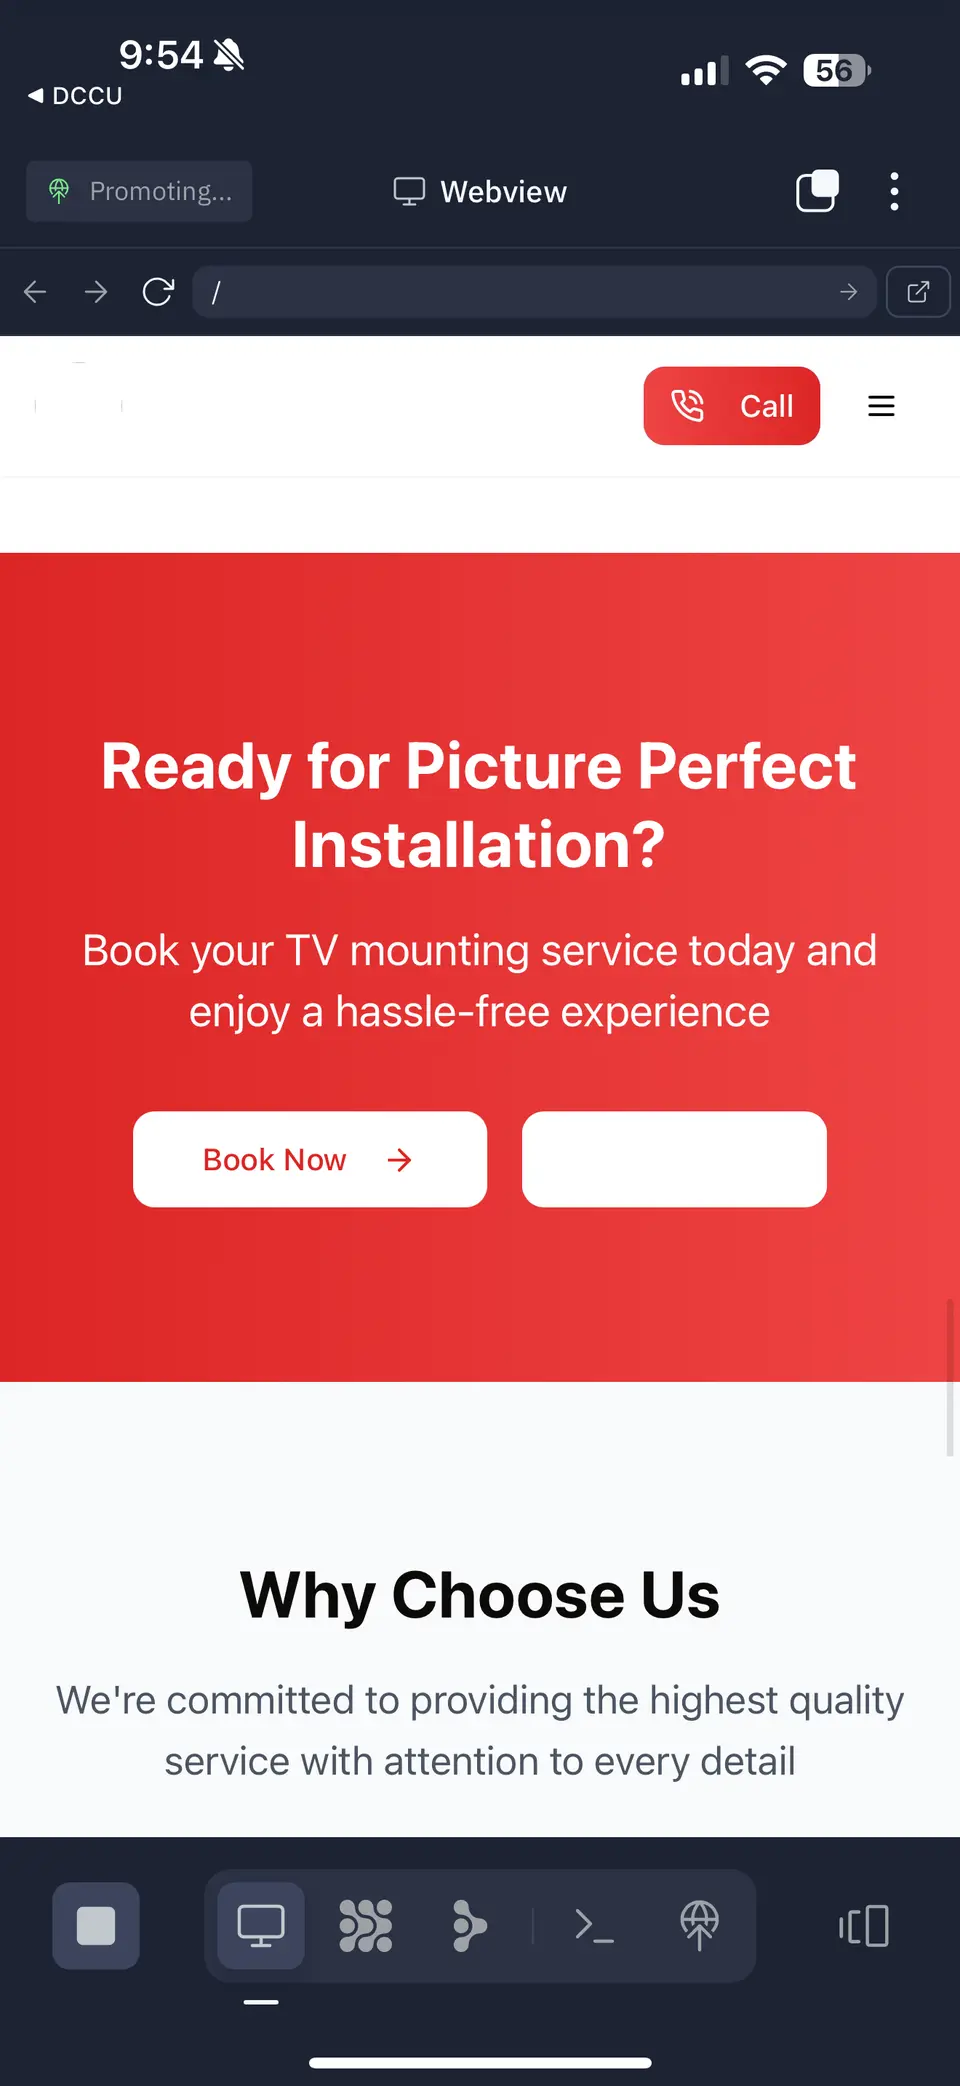 9:54
56
◀ DCCU
Promoting...
Webview
/
Call
Ready for Picture Perfect
Installation?
Book your TV mounting service today and
enjoy a hassle-free experience
Book Now →
Why Choose Us
We're committed to providing the highest quality
service with attention to every detail